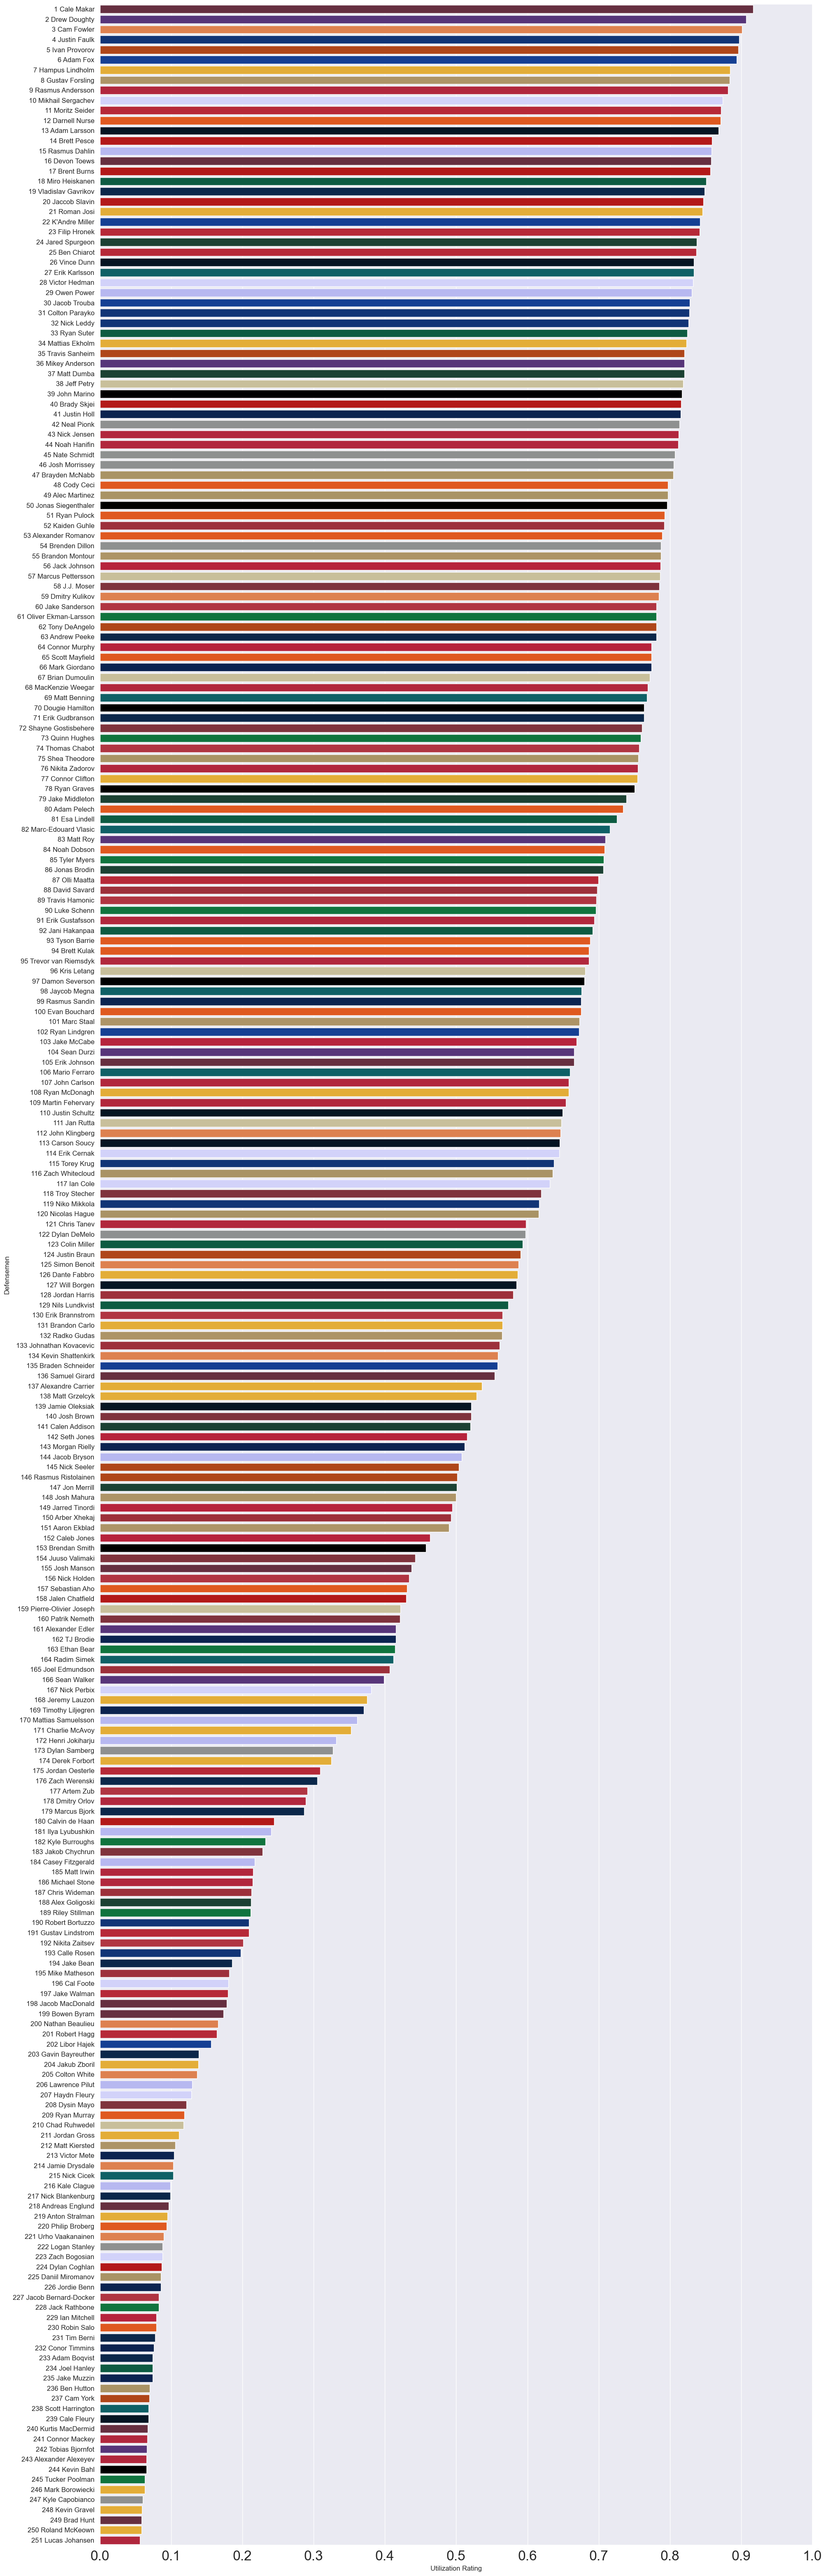 1 Cale Makar
2 Drew Doughty
3 Cam Fowler
4 Justin Faulk
5 Ivan Provorov
6 Adam Fox
7 Hampus Lindholm
8 Gustav Forsling
9 Rasmus Andersson
10 Mikhail Sergachev
11 Moritz Seider
12 Darnell Nurse
13 Adam Larsson
14 Brett Pesce
15 Rasmus Dahlin
16 Devon Toews
17 Brent Burns
18 Miro Heiskanen
19 Vladislav Gavrikov
20 Jaccob Slavin
21 Roman Josi
22 K'Andre Miller
23 Filip Hronek
24 Jared Spurgeon
25 Ben Chiarot
26 Vince Dunn
27 Erik Karlsson
28 Victor Hedman
29 Owen Power
30 Jacob Trouba
31 Colton Parayko
32 Nick Leddy
33 Ryan Suter
34 Mattias Ekholm
35 Travis Sanheim
36 Mikey Anderson
37 Matt Dumba
38 Jeff Petry
39 John Marino
40 Brady Skjei
41 Justin Holl
42 Neal Pionk
43 Nick Jensen
44 Noah Hanifin
45 Nate Schmidt
46 Josh Morrissey
47 Brayden McNabb
48 Cody Ceci
49 Alec Martinez
50 Jonas Siegenthaler
51 Ryan Pulock
52 Kaiden Guhle
53 Alexander Romanov
54 Brenden Dillon
55 Brandon Montour
56 Jack Johnson
57 Marcus Pettersson
58 J.J. Moser
59 Dmitry Kulikov
60 Jake Sanderson
61 Oliver Ekman-Larsson
62 Tony DeAngelo
63 Andrew Peeke
64 Connor Murphy
65 Scott Mayfield
66 Mark Giordano
67 Brian Dumoulin
68 MacKenzie Weegar
69 Matt Benning
70 Dougie Hamilton
71 Erik Gudbranson
72 Shayne Gostisbehere
73 Quinn Hughes
74 Thomas Chabot
75 Shea Theodore
76 Nikita Zadorov
77 Connor Clifton
78 Ryan Graves
79 Jake Middleton
80 Adam Pelech
81 Esa Lindell
82 Marc-Edouard Vlasic
83 Matt Roy
84 Noah Dobson
85 Tyler Myers
86 Jonas Brodin
87 Olli Maatta
88 David Savard
89 Travis Hamonic
90 Luke Schenn
91 Erik Gustafsson
92 Jani Hakanpaa
93 Tyson Barrie
94 Brett Kulak
95 Trevor van Riemsdyk
96 Kris Letang
97 Damon Severson
98 Jaycob Megna
99 Rasmus Sandin
100 Evan Bouchard
101 Marc Staal
102 Ryan Lindgren
103 Jake McCabe
104 Sean Durzi
105 Erik Johnson
106 Mario Ferraro
107 John Carlson
108 Ryan McDonagh
109 Martin Fehervary
110 Justin Schultz
111 Jan Rutta
112 John Klingberg
113 Carson Soucy
114 Erik Cernak
115 Torey Krug
116 Zach Whitecloud
117 Ian Cole
118 Troy Stecher
119 Niko Mikkola
120 Nicolas Hague
121 Chris Tanev
122 Dylan DeMelo
123 Colin Miller
124 Justin Braun
125 Simon Benoit
126 Dante Fabbro
127 Will Borgen
128 Jordan Harris
129 Nils Lundkvist
130 Erik Brannstrom
131 Brandon Carlo
132 Radko Gudas
133 Johnathan Kovacevic
134 Kevin Shattenkirk
135 Braden Schneider
136 Samuel Girard
137 Alexandre Carrier
138 Matt Grzelcyk
139 Jamie Oleksiak
140 Josh Brown
141 Calen Addison
142 Seth Jones
143 Morgan Rielly
144 Jacob Bryson
145 Nick Seeler
146 Rasmus Ristolainen
147 Jon Merrill
148 Josh Mahura
149 Jarred Tinordi
150 Arber Xhekaj
151 Aaron Ekblad
152 Caleb Jones
153 Brendan Smith
154 Juuso Valimaki
155 Josh Manson
156 Nick Holden
157 Sebastian Aho
158 Jalen Chatfield
159 Pierre-Olivier Joseph
160 Patrik Nemeth
161 Alexander Edler
162 TJ Brodie
163 Ethan Bear
164 Radim Simek
165 Joel Edmundson
166 Sean Walker
167 Nick Perbix
168 Jeremy Lauzon
169 Timothy Liljegren
170 Mattias Samuelsson
171 Charlie McAvoy
172 Henri Jokiharju
173 Dylan Samberg
174 Derek Forbort
175 Jordan Oesterle
176 Zach Werenski
177 Artem Zub
178 Dmitry Orlov
179 Marcus Bjork
180 Calvin de Haan
181 Ilya Lyubushkin
182 Kyle Burroughs
183 Jakob Chychrun
184 Casey Fitzgerald
185 Matt Irwin
186 Michael Stone
187 Chris Wideman
188 Alex Goligoski
189 Riley Stillman
190 Robert Bortuzzo
191 Gustav Lindstrom
192 Nikita Zaitsev
193 Calle Rosen
194 Jake Bean
195 Mike Matheson
196 Cal Foote
197 Jake Walman
198 Jacob MacDonald
199 Bowen Byram
200 Nathan Beaulieu
201 Robert Hagg
202 Libor Hajek
203 Gavin Bayreuther
204 Jakub Zboril
205 Colton White
206 Lawrence Pilut
207 Haydn Fleury
208 Dysin Mayo
209 Ryan Murray
210 Chad Ruhwedel
211 Jordan Gross
212 Matt Kiersted
213 Victor Mete
214 Jamie Drysdale
215 Nick Cicek
216 Kale Clague
217 Nick Blankenburg
218 Andreas Englund
219 Anton Stralman
220 Philip Broberg
221 Urho Vaakanainen
222 Logan Stanley
223 Zach Bogosian
224 Dylan Coghlan
225 Daniil Miromanov
226 Jordie Benn
227 Jacob Bernard-Docker
228 Jack Rathbone
229 Ian Mitchell
230 Robin Salo
231 Tim Berni
232 Conor Timmins
233 Adam Boqvist
234 Joel Hanley
235 Jake Muzzin
236 Ben Hutton
237 Cam York
238 Scott Harrington
239 Cale Fleury
240 Kurtis MacDermid
241 Connor Mackey
242 Tobias Bjornfot
243 Alexander Alexeyev
244 Kevin Bahl
245 Tucker Poolman
246 Mark Borowiecki
247 Kyle Capobianco
248 Kevin Gravel
249 Brad Hunt
250 Roland McKeown
251 Lucas Johansen
Defensemen
0.0 0.1 0.2 0.3 0.4 0.5 0.6 0.7 0.8 0.9 1.0
Utilization Rating